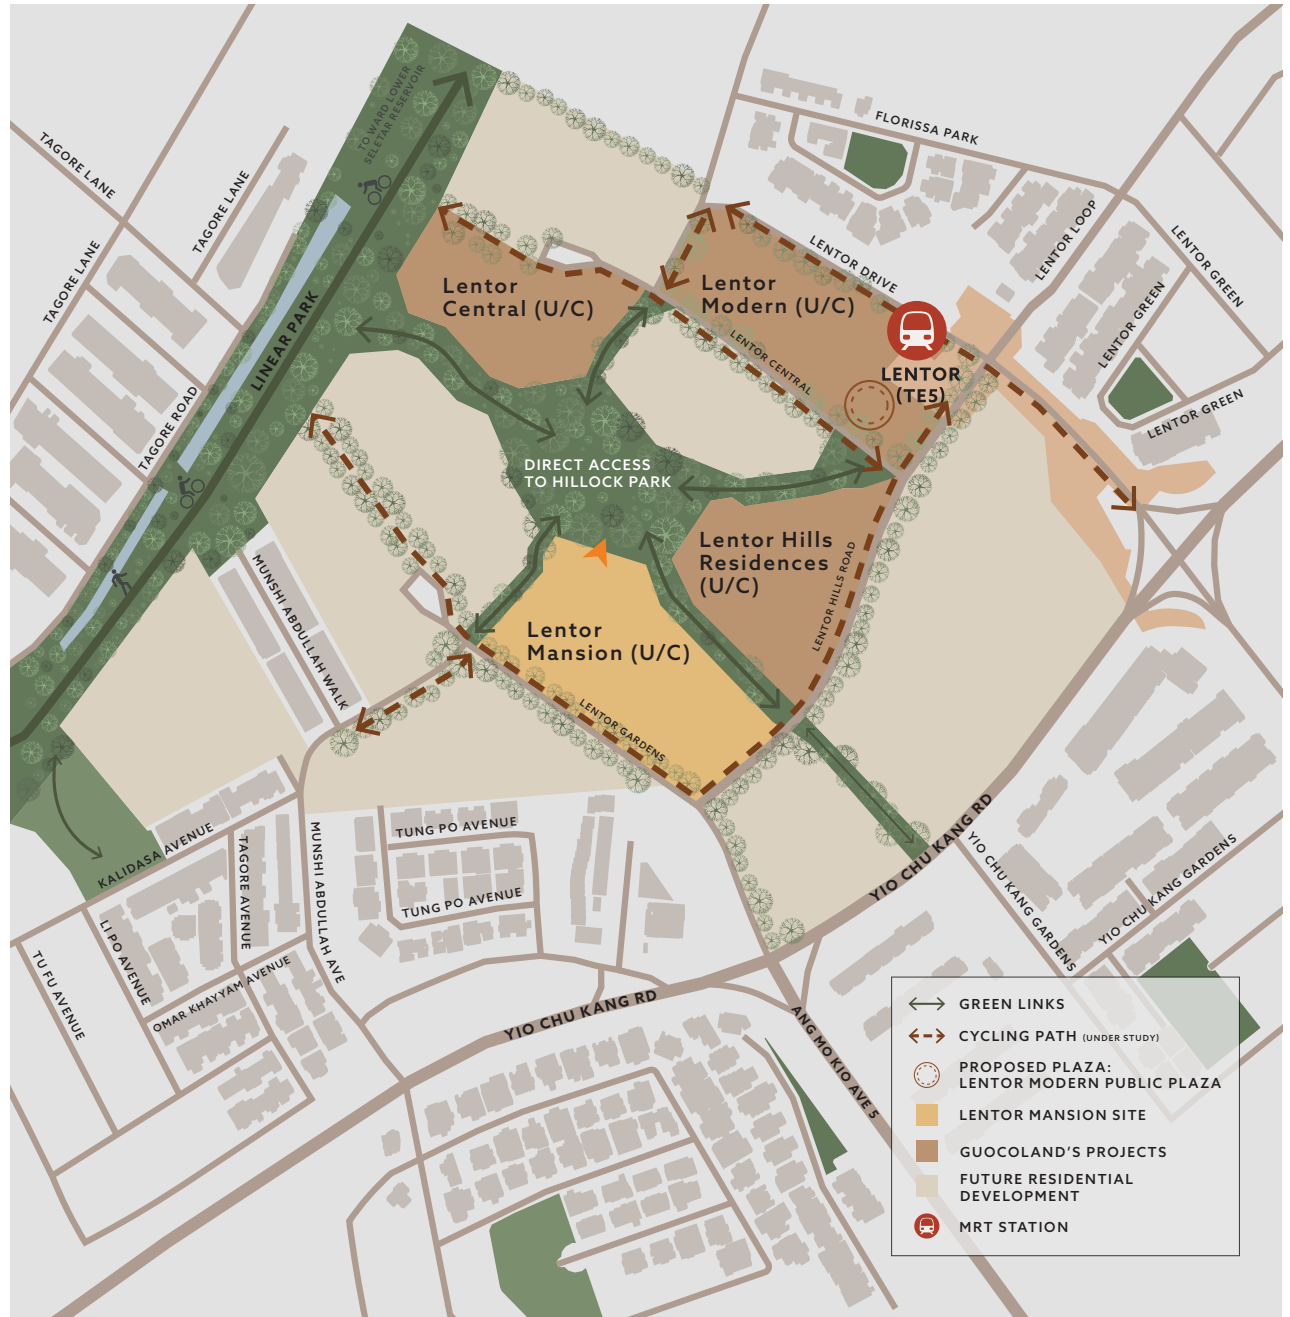 TO WARD LOWER
SELETAR RESERVOIR
TAGORE LANE
TAGORE LANE
TAGORE LANE
LINEAR PARK
TAGORE ROAD
FLORISSA PARK
LENTOR LOOP
LENTOR GREEN
LENTOR GREEN
LENTOR GREEN
LENTOR DRIVE
Lentor
Central (U/C)
Lentor
Modern (U/C)
LENTOR CENTRAL
LENTOR
(TE5)
DIRECT ACCESS
TO HILLOCK PARK
Lentor Hills
Residences
(U/C)
LENTOR HILLS ROAD
Lentor
Mansion (U/C)
LENTOR GARDENS
MUNSHI ABDULLAH WALK
KALIDASA AVENUE
TAGORE AVENUE
MUNSHI ABDULLAH AVE
TUNG PO AVENUE
TUNG PO AVENUE
LI PO AVENUE
TU FU AVENUE
OMAR KHAYYAM AVENUE
YIO CHU KANG RD
YIO CHU KANG RD
YIO CHU KANG GARDENS
YIO CHU KANG GARDENS
ANG MO KIO AVE 5
GREEN LINKS
CYCLING PATH (UNDER STUDY)
PROPOSED PLAZA:
LENTOR MODERN PUBLIC PLAZA
LENTOR MANSION SITE
GUOCOLAND'S PROJECTS
FUTURE RESIDENTIAL
DEVELOPMENT
MRT STATION